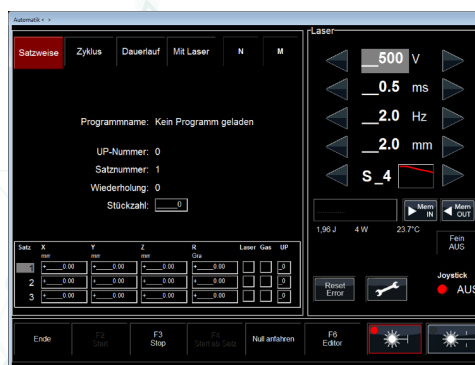 Automatik < >
Satzweise Zyklus Dauerlauf Mit Laser N M
Programmname: Kein Programm geladen
UP-Nummer: 0
Satznummer: 1
Wiederholung: 0
Stückzahl: 0
Satz X Y Z R Laser Gas UP
mm mm mm Gra
1 +____0.00 +____0.00 +____0.00 +____0.00 _0
2 +____0.00 +____0.00 +____0.00 +____0.00 _0
3 +____0.00 +____0.00 +____0.00 +____0.00 _0
Laser
__500 V
__0.5 ms
__2.0 Hz
__2.0 mm
S_4
Mem IN Mem OUT
1,96 J 4 W 23.7°C
Fein
AUS
Reset
Error
Joystick
AUS
Ende F2 Start F3 Stop F4 Start ab Satz Null anfahren F6 Editor